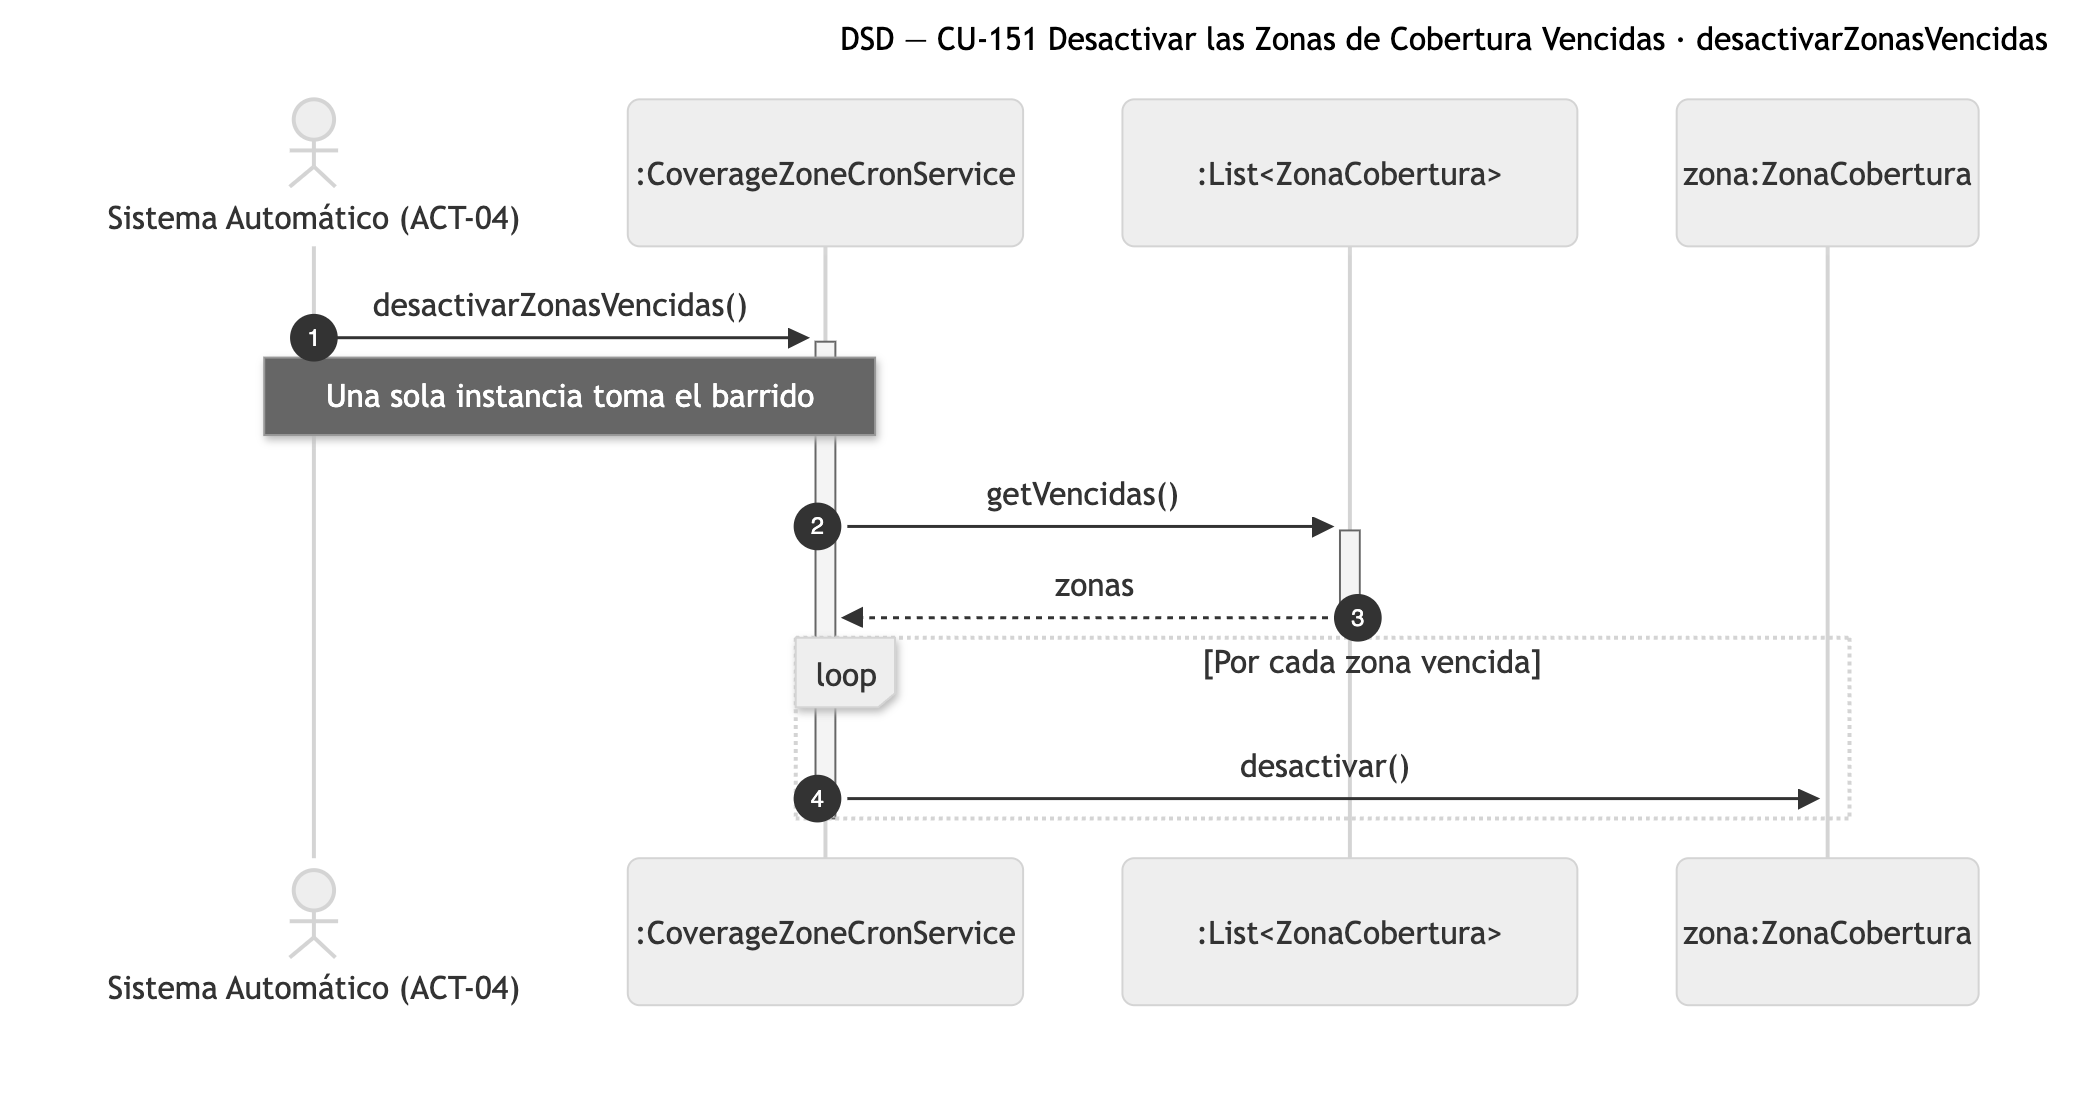 DSD — CU-151 Desactivar las Zonas de Cobertura Vencidas · desactivarZonasVencidas
Sistema Automático (ACT-04)
:CoverageZoneCronService
:List<ZonaCobertura>
zona:ZonaCobertura
desactivarZonasVencidas()
1
Una sola instancia toma el barrido
getVencidas()
2
zonas
3
loop
[Por cada zona vencida]
desactivar()
4
Sistema Automático (ACT-04)
:CoverageZoneCronService
:List<ZonaCobertura>
zona:ZonaCobertura